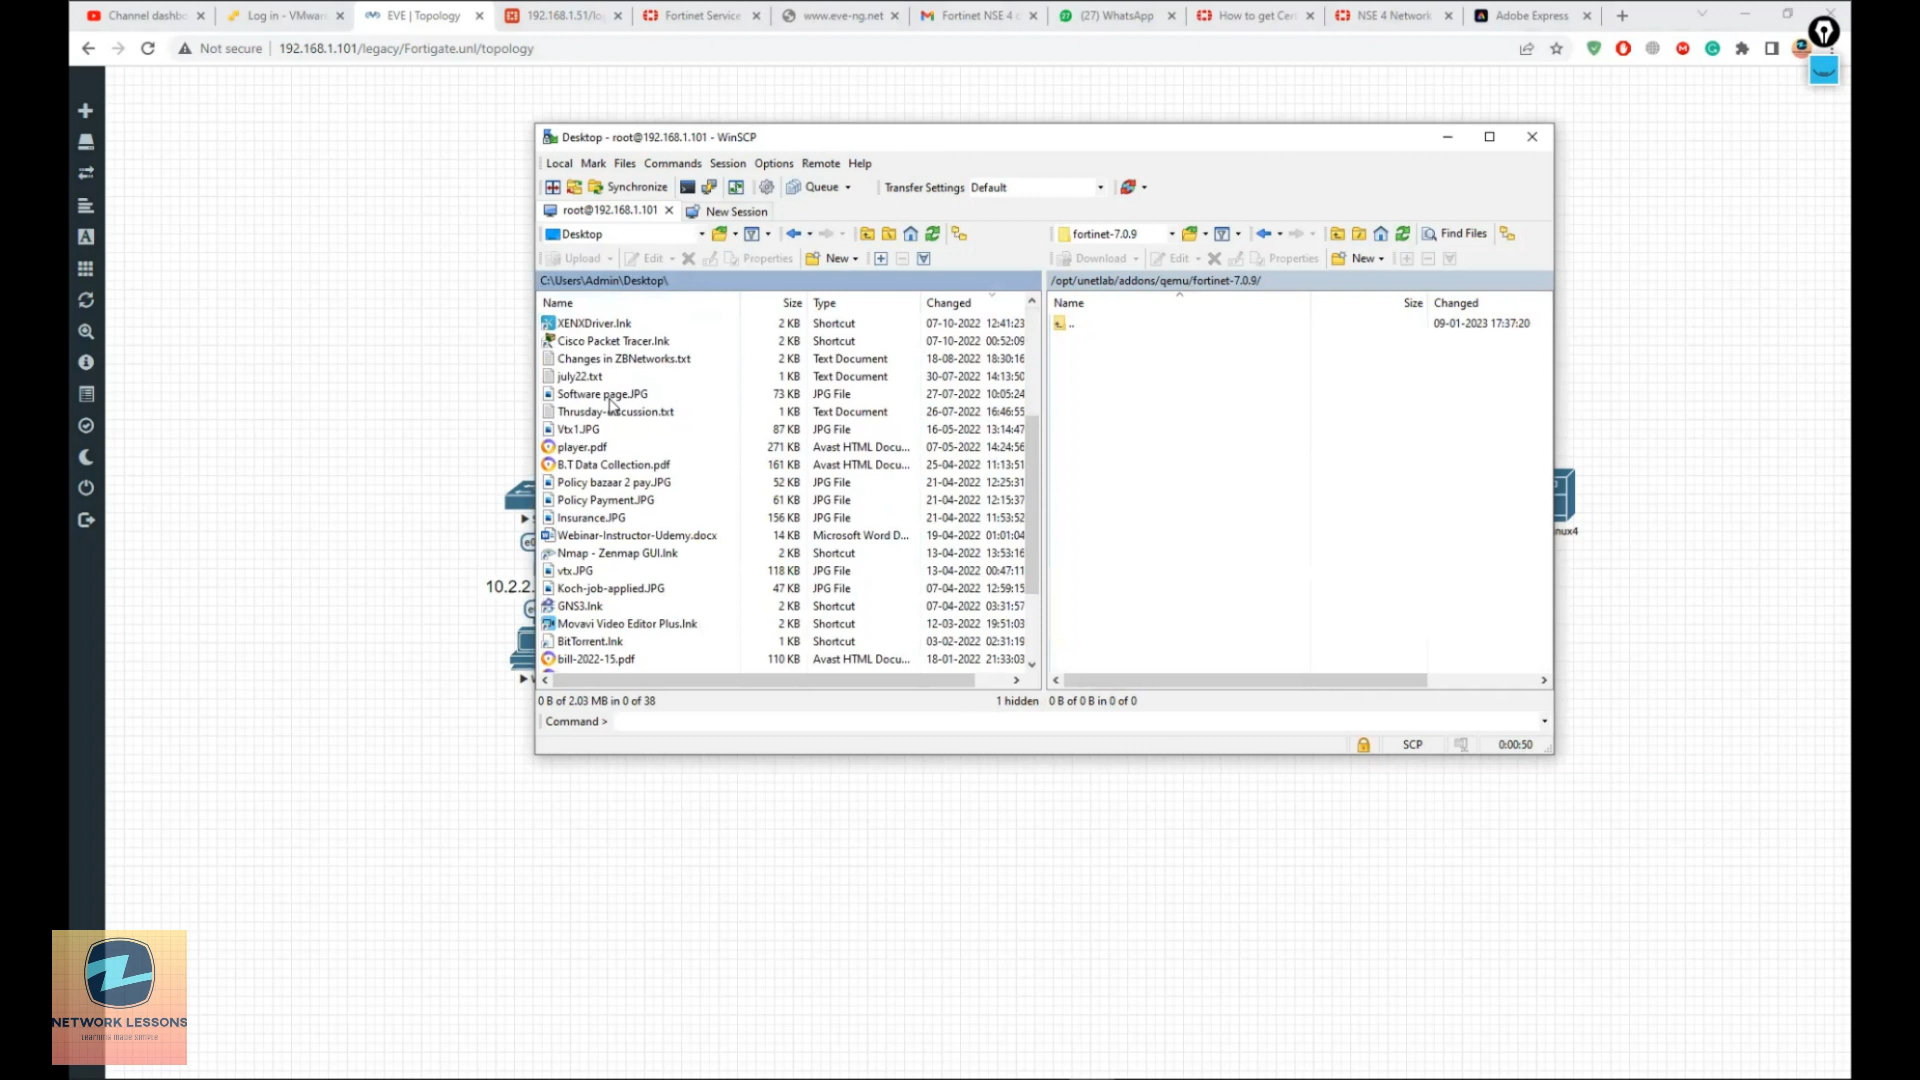 Channel dashbo
Log in - VMwar
EVE | Topology
192.168.1.51/lo
Fortinet Service
www.eve-ng.net
Fortinet NSE 4 c
(27) WhatsApp
How to get Cer
NSE 4 Network
Adobe Express
Not secure
192.168.1.101/legacy/Fortigate.unl/topology
Desktop - root@192.168.1.101 - WinSCP
Local Mark Files Commands Session Options Remote Help
Synchronize Queue Transfer Settings Default
root@192.168.1.101 New Session
Desktop
fortinet-7.0.9 Find Files
Upload Edit Properties New
Download Edit Properties New
C:\Users\Admin\Desktop\
/opt/unetlab/addons/qemu/fortinet-7.0.9/
Name Size Type Changed
Name Size Changed
XENXDriver.lnk 2 KB Shortcut 07-10-2022 12:41:23
.. 09-01-2023 17:37:20
Cisco Packet Tracer.lnk 2 KB Shortcut 07-10-2022 00:52:09
Changes in ZBNetworks.txt 2 KB Text Document 18-08-2022 18:30:16
july22.txt 1 KB Text Document 30-07-2022 14:13:50
Software page.JPG 73 KB JPG File 27-07-2022 10:05:24
Thrusday- cussion.txt 1 KB Text Document 26-07-2022 16:46:55
Vtx1.JPG 87 KB JPG File 16-05-2022 13:14:47
player.pdf 271 KB Avast HTML Docu... 07-05-2022 14:24:56
B.T Data Collection.pdf 161 KB Avast HTML Docu... 25-04-2022 11:13:51
Policy bazaar 2 pay.JPG 52 KB JPG File 21-04-2022 12:25:31
Policy Payment.JPG 61 KB JPG File 21-04-2022 12:15:37
Insurance.JPG 156 KB JPG File 21-04-2022 11:53:52
Webinar-Instructor-Udemy.docx 14 KB Microsoft Word D... 19-04-2022 01:01:04
Nmap - Zenmap GUI.lnk 2 KB Shortcut 13-04-2022 13:53:16
vtx.JPG 118 KB JPG File 13-04-2022 00:47:11
Koch-job-applied.JPG 47 KB JPG File 07-04-2022 12:59:15
GNS3.lnk 2 KB Shortcut 07-04-2022 03:31:57
Movavi Video Editor Plus.lnk 2 KB Shortcut 12-03-2022 19:51:03
BitTorrent.lnk 1 KB Shortcut 03-02-2022 02:31:19
bill-2022-15.pdf 110 KB Avast HTML Docu... 18-01-2022 21:33:03
0 B of 2.03 MB in 0 of 38
1 hidden
0 B of 0 B in 0 of 0
Command >
SCP 0:00:50
10.2.2.
nux4
NETWORK LESSONS
Learning Made Simple